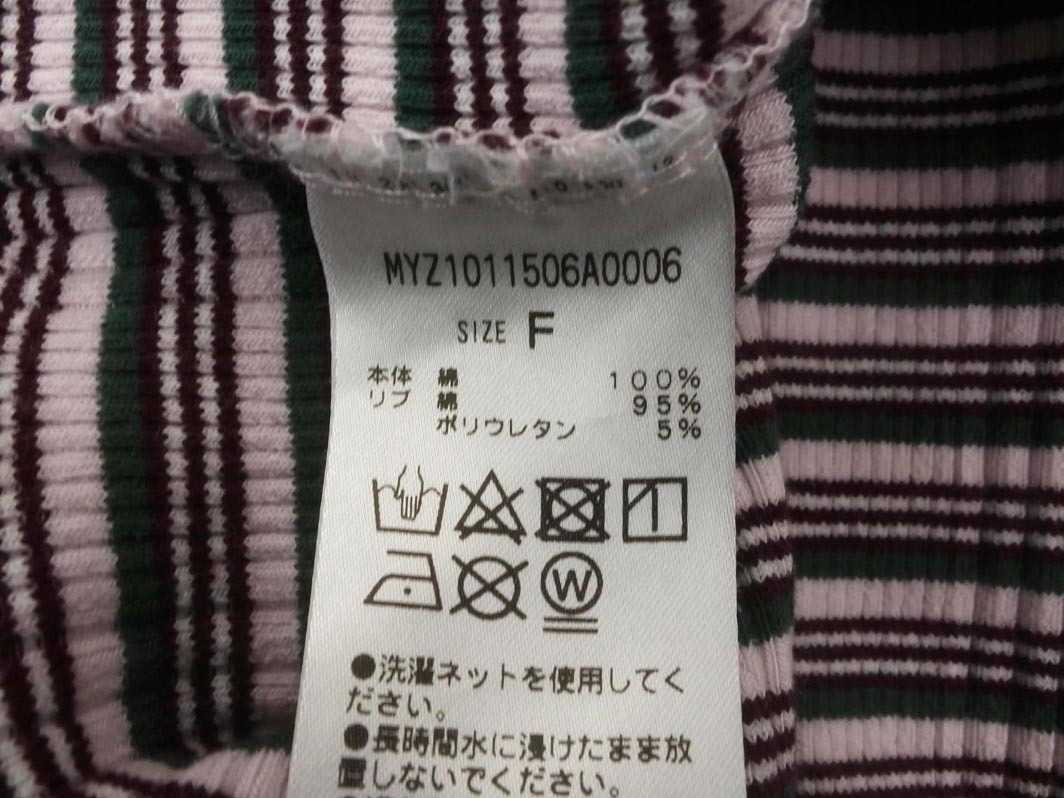 MYZ1011506A0006
SIZE F
本体 綿 100%
リブ 綿 95%
ポリウレタン 5%
W
●洗濯ネットを使用してく
ださい。
●長時間水に浸けたまま放
置しないでください。